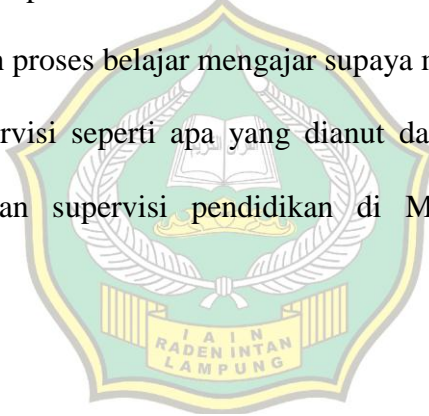 n proses belajar mengajar supaya m
rvisi seperti apa yang dianut da
an supervisi pendidikan di M
I A I N
RADEN INTAN
LAMPUNG